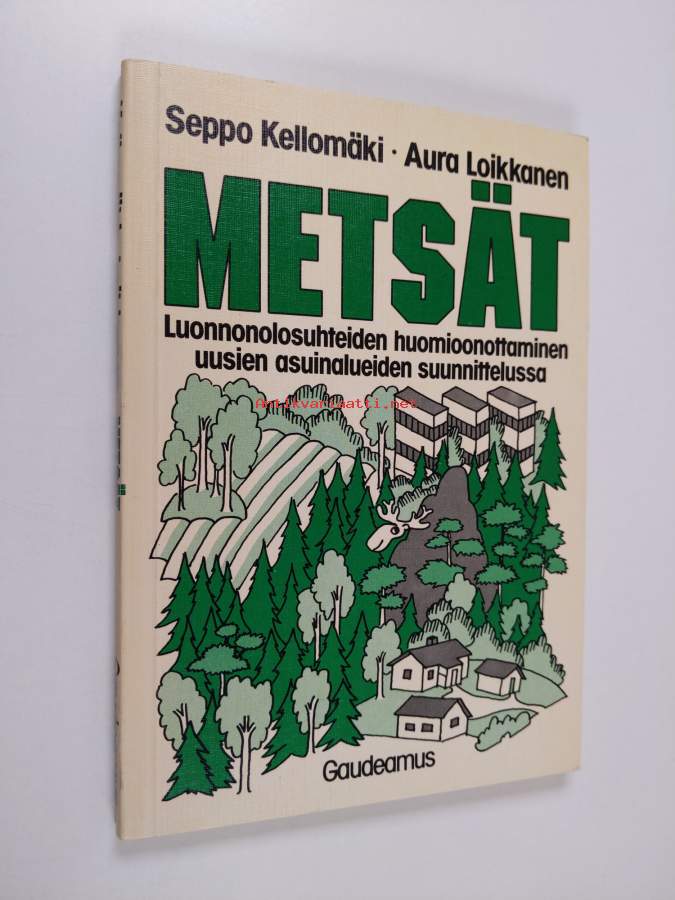 Seppo Kellomäki · Aura Loikkanen
METSÄT
Luonnonolosuhteiden huomioonottaminen
uusien asuinalueiden suunnittelussa
Antikvariaatti.net
Gaudeamus